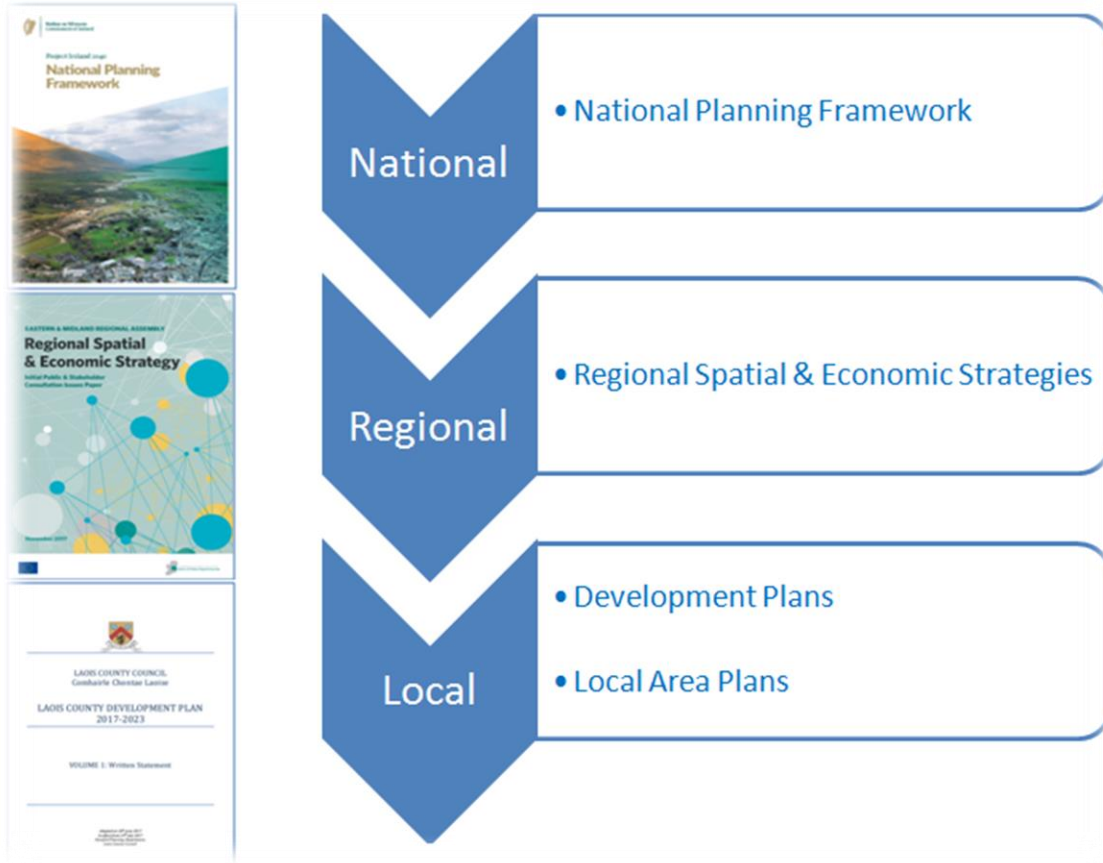 Project Ireland 2040
National Planning
Framework
EASTERN & MIDLAND REGIONAL ASSEMBLY
Regional Spatial
& Economic Strategy
Initial Public & Stakeholder
Consultation Issues Paper
November 2017
LAOIS COUNTY COUNCIL
Comhairle Chontae Laoise
LAOIS COUNTY DEVELOPMENT PLAN
2017-2023
VOLUME 1: Written Statement
National
• National Planning Framework
Regional
• Regional Spatial & Economic Strategies
Local
• Development Plans
• Local Area Plans